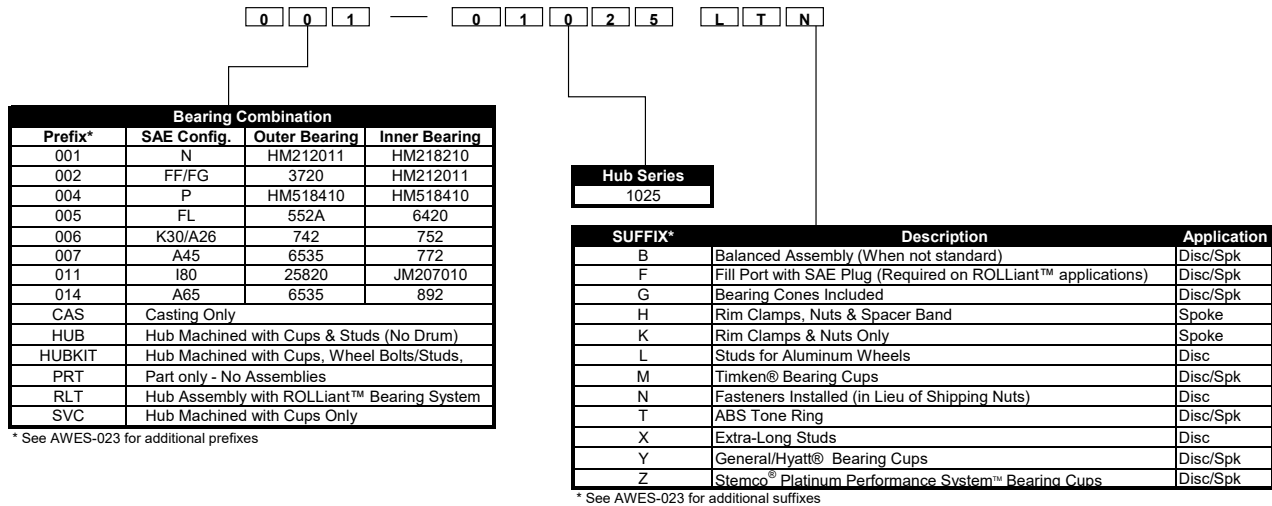 0 0 1 — 0 1 0 2 5 L T N
Bearing Combination
Prefix* SAE Config. Outer Bearing Inner Bearing
001 N HM212011 HM218210
002 FF/FG 3720 HM212011
004 P HM518410 HM518410
005 FL 552A 6420
006 K30/A26 742 752
007 A45 6535 772
011 I80 25820 JM207010
014 A65 6535 892
CAS Casting Only
HUB Hub Machined with Cups & Studs (No Drum)
HUBKIT Hub Machined with Cups, Wheel Bolts/Studs,
PRT Part only - No Assemblies
RLT Hub Assembly with ROLLiant™ Bearing System
SVC Hub Machined with Cups Only
* See AWES-023 for additional prefixes
Hub Series
1025
SUFFIX* Description Application
B Balanced Assembly (When not standard) Disc/Spk
F Fill Port with SAE Plug (Required on ROLLiant™ applications) Disc/Spk
G Bearing Cones Included Disc/Spk
H Rim Clamps, Nuts & Spacer Band Spoke
K Rim Clamps & Nuts Only Spoke
L Studs for Aluminum Wheels Disc
M Timken® Bearing Cups Disc/Spk
N Fasteners Installed (in Lieu of Shipping Nuts) Disc
T ABS Tone Ring Disc/Spk
X Extra-Long Studs Disc
Y General/Hyatt® Bearing Cups Disc/Spk
Z Stemco® Platinum Performance System™ Bearing Cups Disc/Spk
* See AWES-023 for additional suffixes